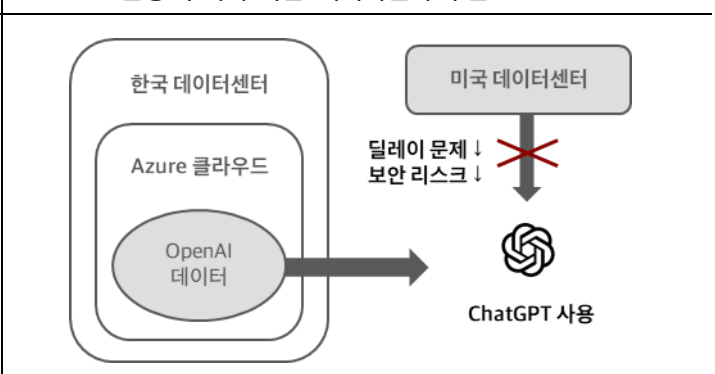 한국 데이터센터
미국 데이터센터
딜레이 문제↓
보안 리스크↓
Azure 클라우드
OpenAI
데이터
ChatGPT 사용